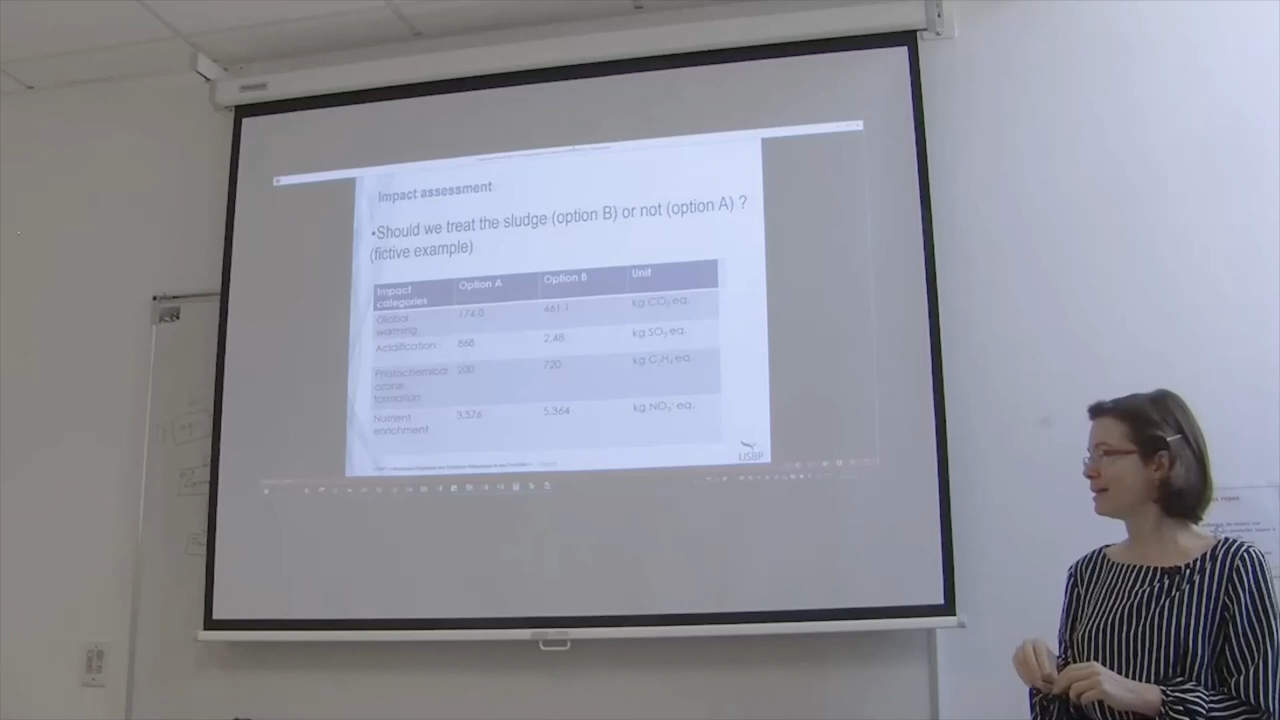 Impact assessment
•Should we treat the sludge (option B) or not (option A) ?
(fictive example)
Impact categories Option A Option B Unit
Global warming 174.0 461.1 kg CO₂ eq.
Acidification 868 2.48 kg SO₂ eq.
Photochemical ozone formation 200 720 kg C₂H₄ eq.
Nutrient enrichment 3.576 5.364 kg NO₃⁻ eq.
LISBP